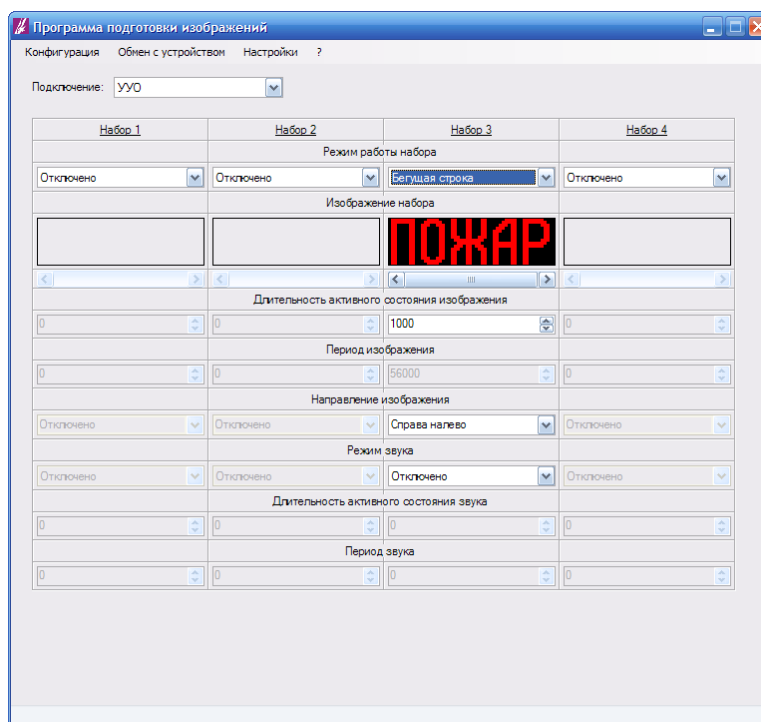 Программа подготовки изображений
Конфигурация Обмен с устройством Настройки ?
Подключение: УУО
Набор 1 Набор 2 Набор 3 Набор 4
Режим работы набора
Отключено Отключено Бегущая строка Отключено
Изображение набора
ПОЖАР
Длительность активного состояния изображения
0 0 1000 0
Период изображения
0 0 56000 0
Направление изображения
Отключено Отключено Справа налево Отключено
Режим звука
Отключено Отключено Отключено Отключено
Длительность активного состояния звука
0 0 0 0
Период звука
0 0 0 0